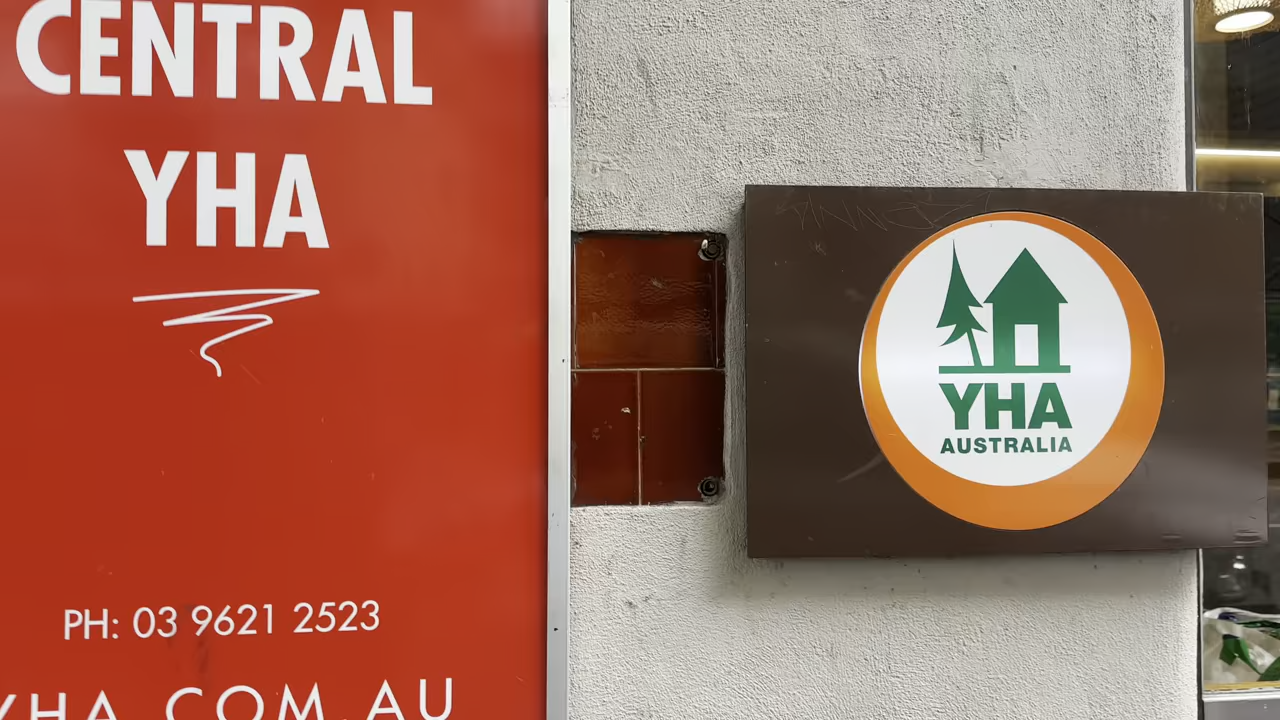 CENTRAL
YHA
PH: 03 9621 2523
YHA.COM.AU
YHA
AUSTRALIA